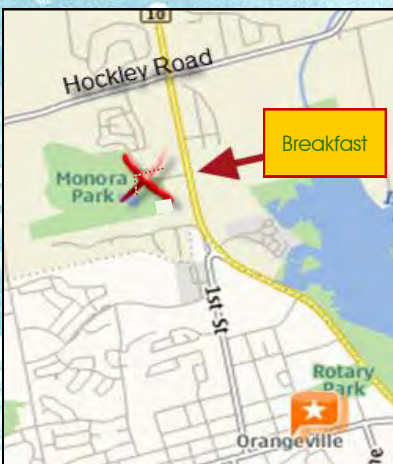 10
Hockley Road
Breakfast
Monora
Park
1st-St
Rotary
Park
Orangeville